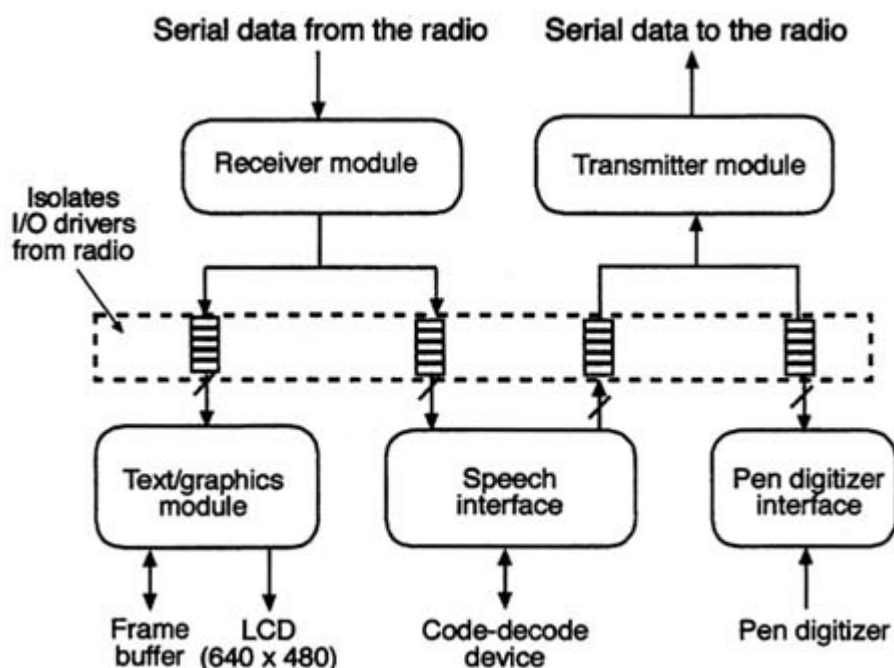 Serial data from the radio
Serial data to the radio
Receiver module
Transmitter module
Isolates
I/O drivers
from radio
Text/graphics
module
Speech
interface
Pen digitizer
interface
Frame
buffer
LCD
(640 x 480)
Code-decode
device
Pen digitizer